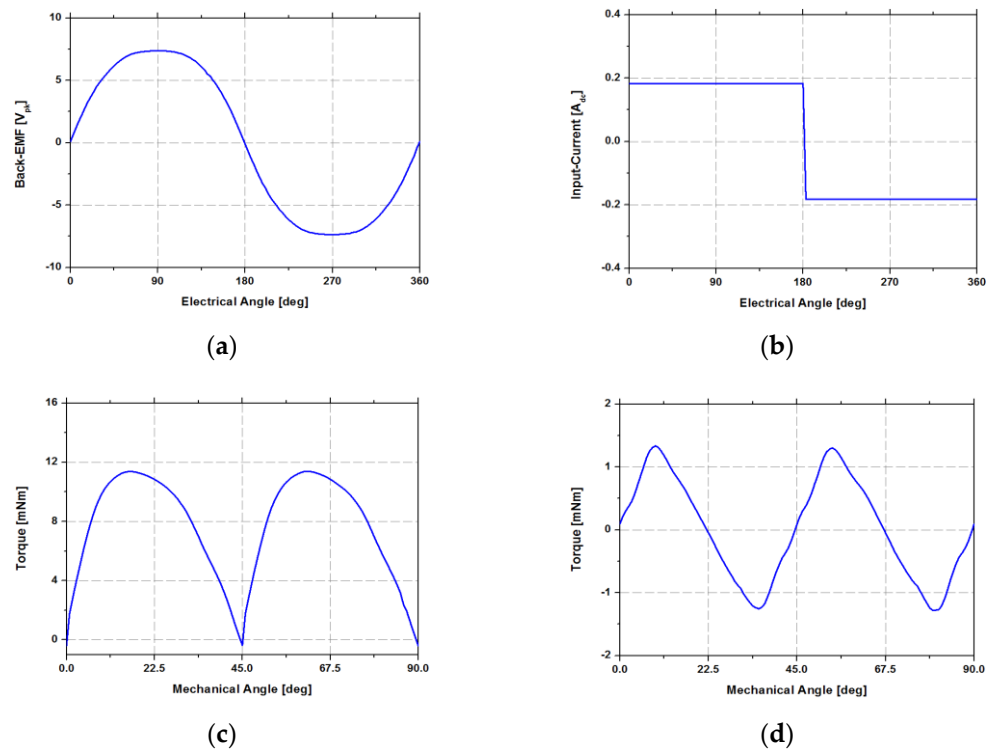 10
5
0
-5
-10
Back-EMF [Vpk]
0 90 180 270 360
Electrical Angle [deg]
(a)
0.4
0.2
0.0
-0.2
-0.4
Input-Current [Adc]
0 90 180 270 360
Electrical Angle [deg]
(b)
16
12
8
4
0
Torque [mNm]
0.0 22.5 45.0 67.5 90.0
Mechanical Angle [deg]
(c)
2
1
0
-1
-2
Torque [mNm]
0.0 22.5 45.0 67.5 90.0
Mechanical Angle [deg]
(d)